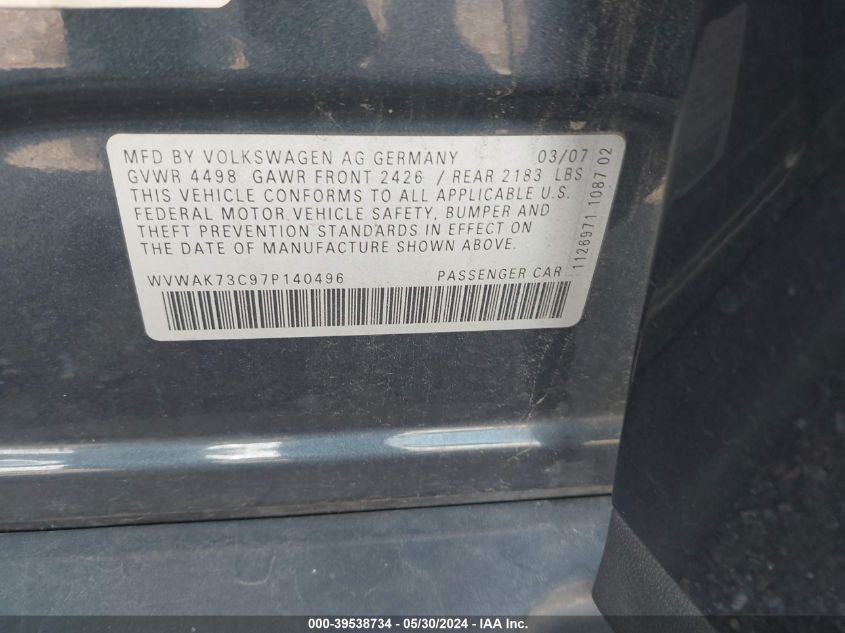 MFD BY VOLKSWAGEN AG GERMANY 03/07
GVWR 4498 GAWR FRONT 2426 / REAR 2183 LBS
THIS VEHICLE CONFORMS TO ALL APPLICABLE U.S.
FEDERAL MOTOR VEHICLE SAFETY, BUMPER AND
THEFT PREVENTION STANDARDS IN EFFECT ON
THE DATE OF MANUFACTURE SHOWN ABOVE.
WVWAK73C97P140496 PASSENGER CAR
1126971 1087 02
000-39538734 - 05/30/2024 - IAA Inc.